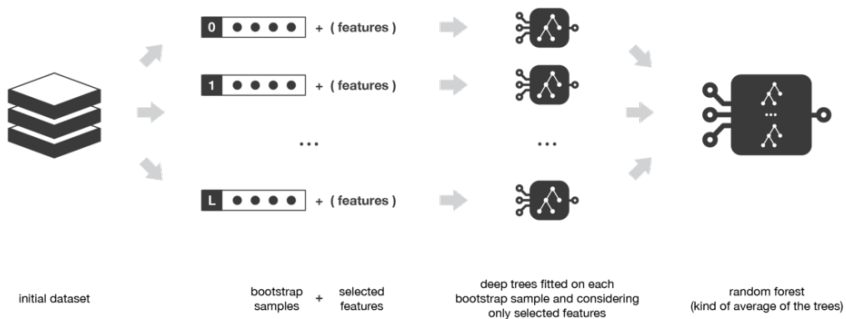 0 + ( features )
1 + ( features )
...
...
...
L + ( features )
initial dataset
bootstrap samples + selected features
deep trees fitted on each
bootstrap sample and considering
only selected features
random forest
(kind of average of the trees)